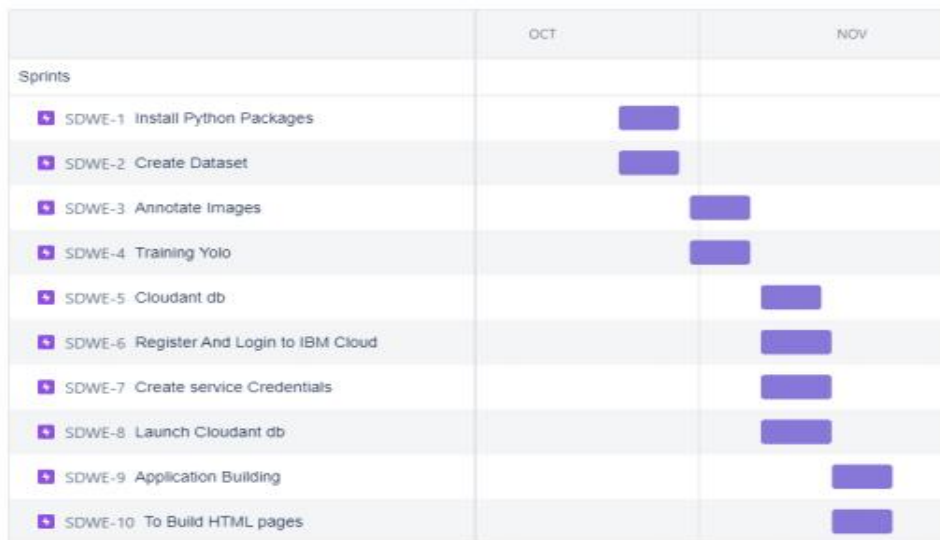 OCT NOV
Sprints
SDWE-1 Install Python Packages
SDWE-2 Create Dataset
SDWE-3 Annotate Images
SDWE-4 Training Yolo
SDWE-5 Cloudant db
SDWE-6 Register And Login to IBM Cloud
SDWE-7 Create service Credentials
SDWE-8 Launch Cloudant db
SDWE-9 Application Building
SDWE-10 To Build HTML pages